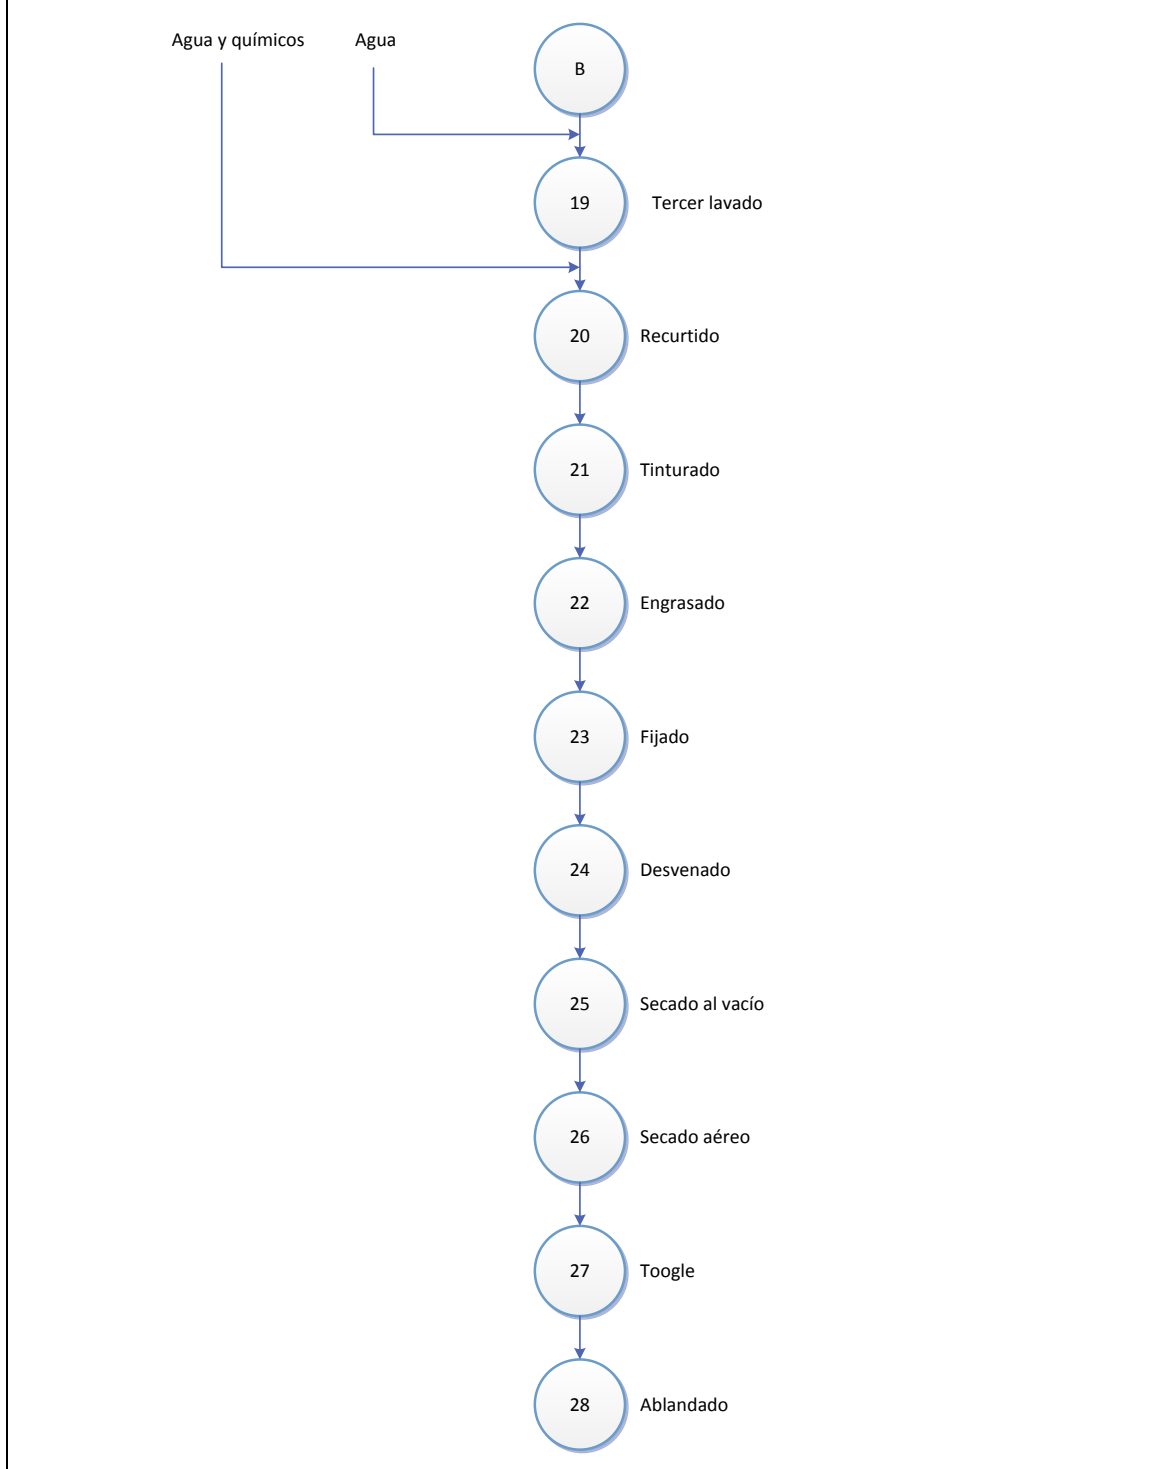 Agua y químicos
Agua
B
19
Tercer lavado
20
Recurtido
21
Tinturado
22
Engrasado
23
Fijado
24
Desvenado
25
Secado al vacío
26
Secado aéreo
27
Toogle
28
Ablandado